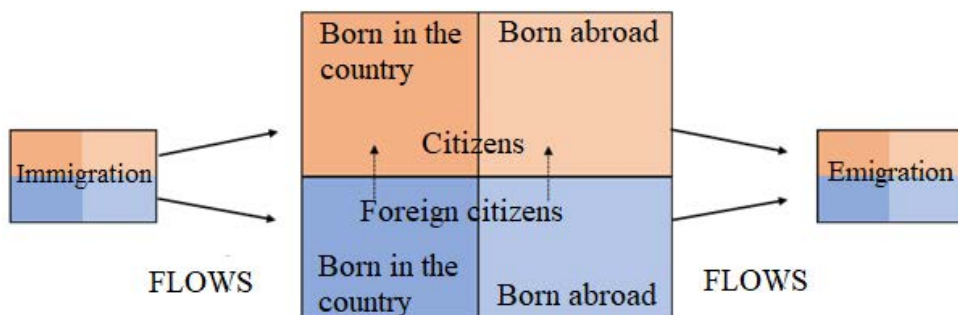 Born in the
country
Born abroad
Citizens
Immigration
Emigration
Foreign citizens
FLOWS
Born in the
country
Born abroad
FLOWS